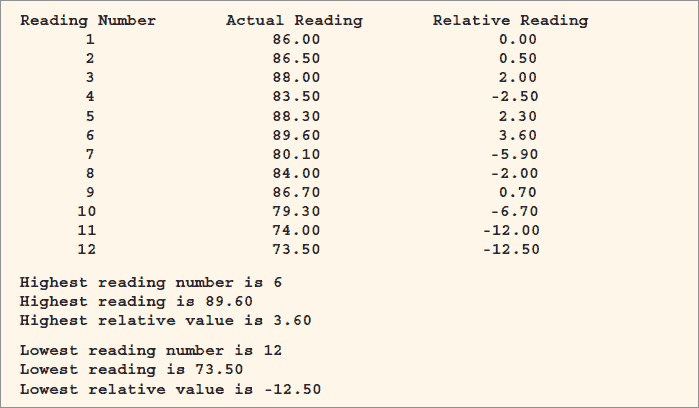 Reading Number Actual Reading Relative Reading
1 86.00 0.00
2 86.50 0.50
3 88.00 2.00
4 83.50 -2.50
5 88.30 2.30
6 89.60 3.60
7 80.10 -5.90
8 84.00 -2.00
9 86.70 0.70
10 79.30 -6.70
11 74.00 -12.00
12 73.50 -12.50
Highest reading number is 6
Highest reading is 89.60
Highest relative value is 3.60
Lowest reading number is 12
Lowest reading is 73.50
Lowest relative value is -12.50